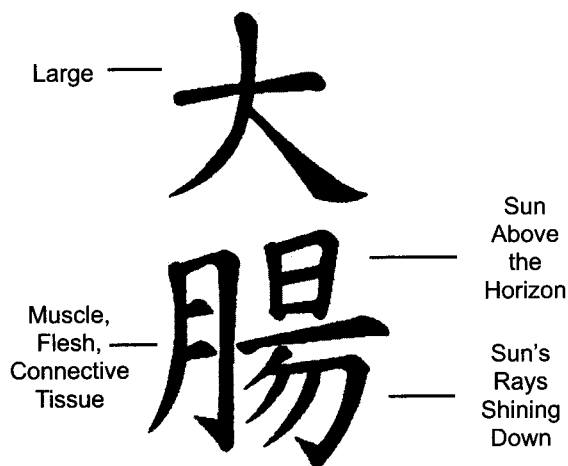 Large
大
Sun
Above
the
Horizon
腸
Muscle,
Flesh,
Connective
Tissue
Sun's
Rays
Shining
Down